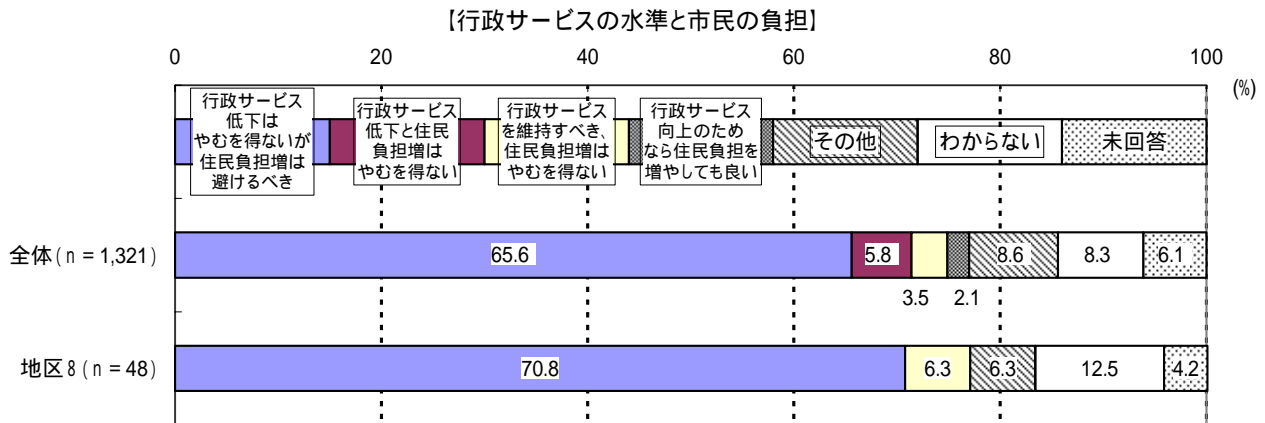 【行政サービスの水準と市民の負担】
0 20 40 60 80 100
(%)
行政サービス
低下は
やむを得ないが
住民負担増は
避けるべき
行政サービス
低下と住民
負担増は
やむを得ない
行政サービス
を維持すべき、
住民負担増は
やむを得ない
行政サービス
向上のため
なら住民負担を
増やしても良い
その他
わからない
未回答
全体(n=1,321)
65.6 5.8 8.6 8.3 6.1
3.5 2.1
地区8(n=48)
70.8 6.3 6.3 12.5 4.2